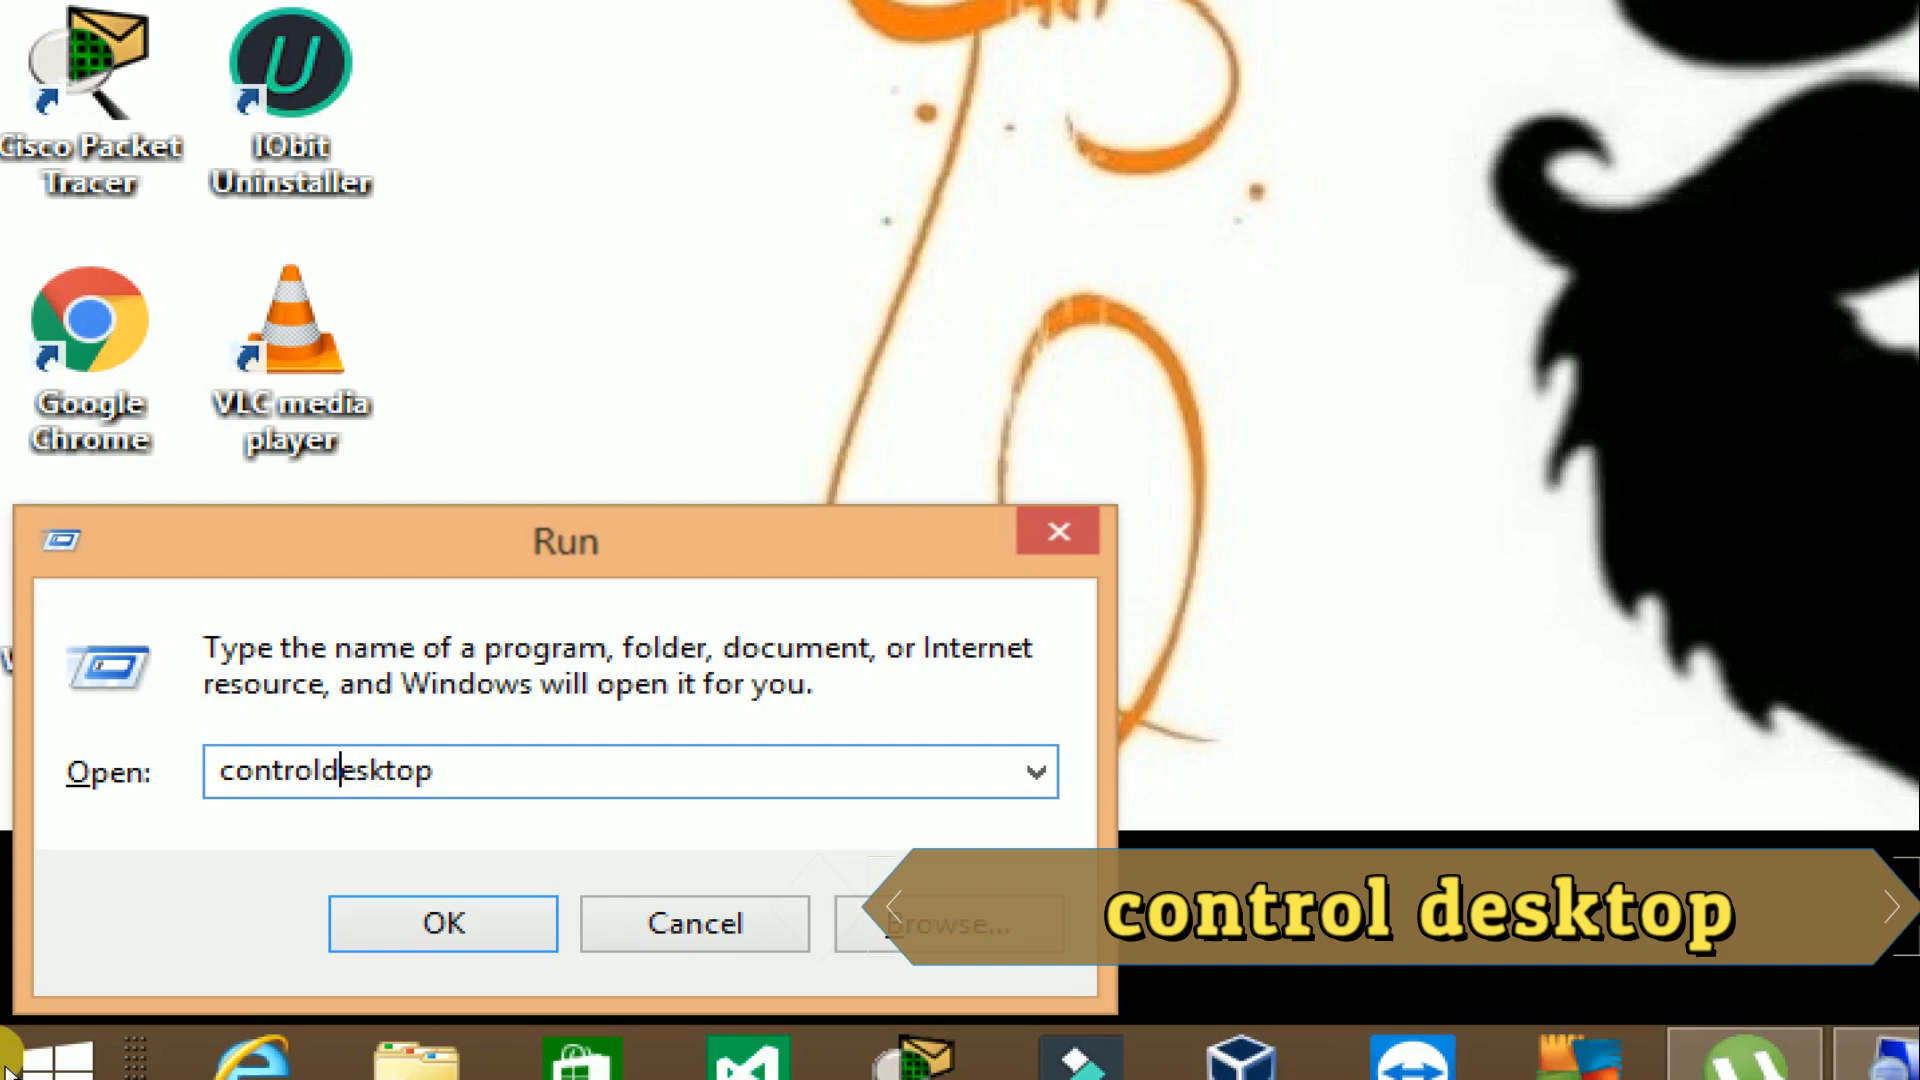 Cisco Packet
Tracer
IObit
Uninstaller
Google
Chrome
VLC media
player
Run
Type the name of a program, folder, document, or Internet
resource, and Windows will open it for you.
Open:
controldesktop
OK
Cancel
Browse...
control desktop